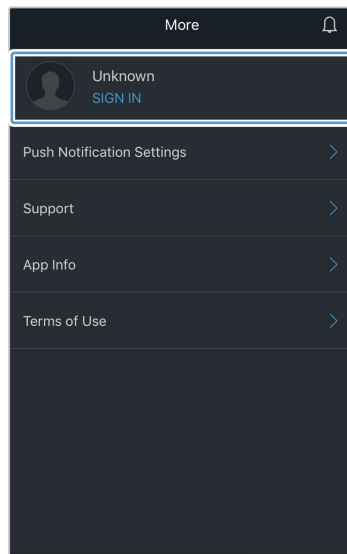 More
Unknown
SIGN IN
Push Notification Settings
Support
App Info
Terms of Use